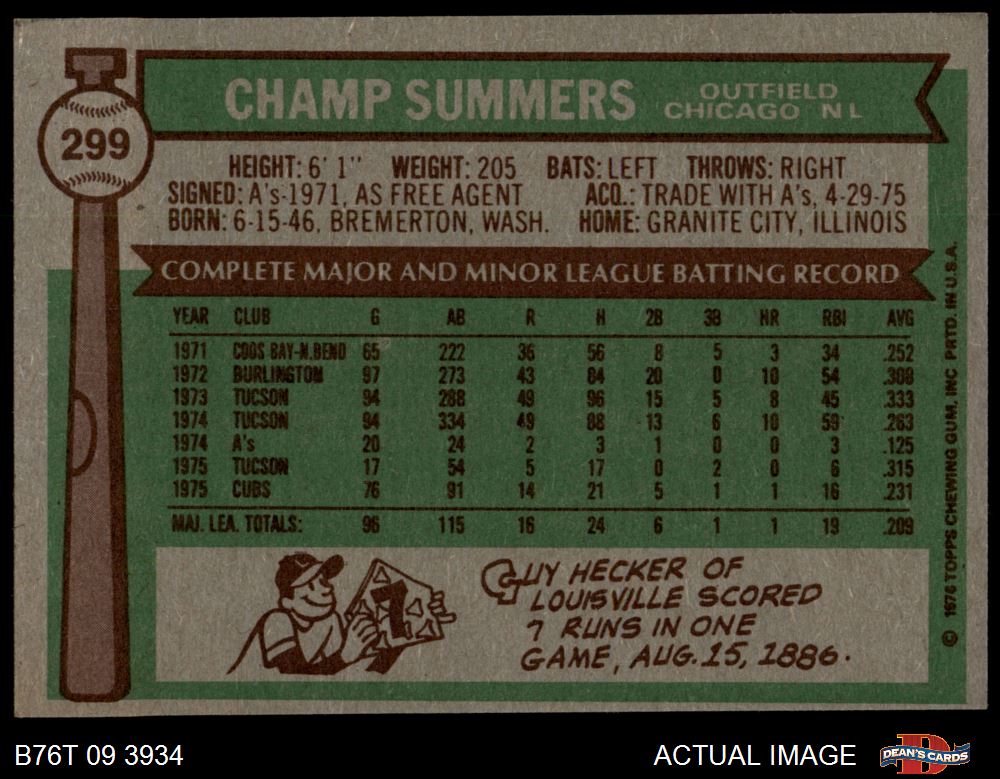 299
CHAMP SUMMERS
OUTFIELD
CHICAGO NL
HEIGHT: 6' 1" WEIGHT: 205 BATS: LEFT THROWS: RIGHT
SIGNED: A's-1971, AS FREE AGENT ACQ.: TRADE WITH A's, 4-29-75
BORN: 6-15-46, BREMERTON, WASH. HOME: GRANITE CITY, ILLINOIS
COMPLETE MAJOR AND MINOR LEAGUE BATTING RECORD
YEAR CLUB G AB R H 2B 3B HR RBI AVG
1971 COOS BAY-N.BEND 65 222 36 56 8 5 3 34 .252
1972 BURLINGTON 97 273 43 84 20 0 10 54 .308
1973 TUCSON 94 288 49 96 15 5 8 45 .333
1974 TUCSON 94 334 49 88 13 6 10 59 .263
1974 A's 20 24 2 3 1 0 0 3 .125
1975 TUCSON 17 54 5 17 0 2 0 6 .315
1975 CUBS 76 91 14 21 5 1 1 16 .231
MAJ. LEA. TOTALS: 96 115 16 24 6 1 1 19 .209
7
GUY HECKER OF
LOUISVILLE SCORED
7 RUNS IN ONE
GAME, AUG. 15, 1886.
© 1976 TOPPS CHEWING GUM, INC PRTD. IN U.S.A.
B76T 09 3934
ACTUAL IMAGE
D
DEAN'S CARDS